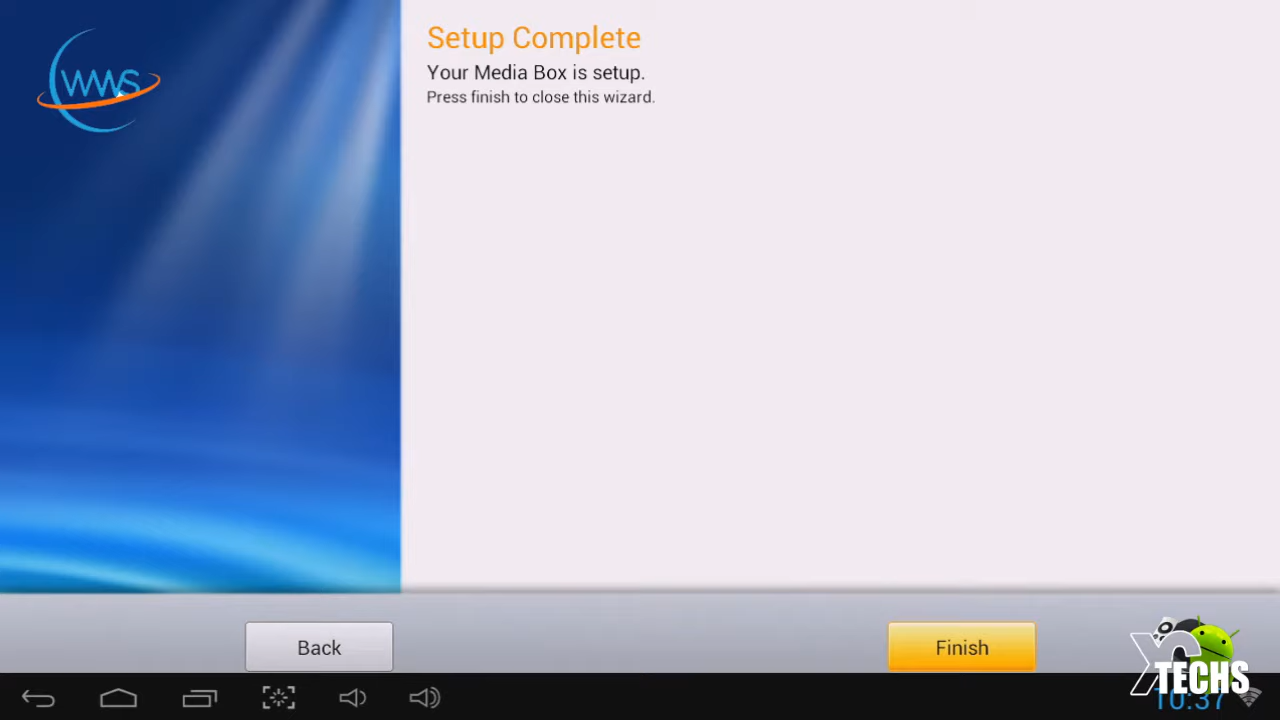 WWS
Setup Complete
Your Media Box is setup.
Press finish to close this wizard.
Back
Finish
TECHS
10:37